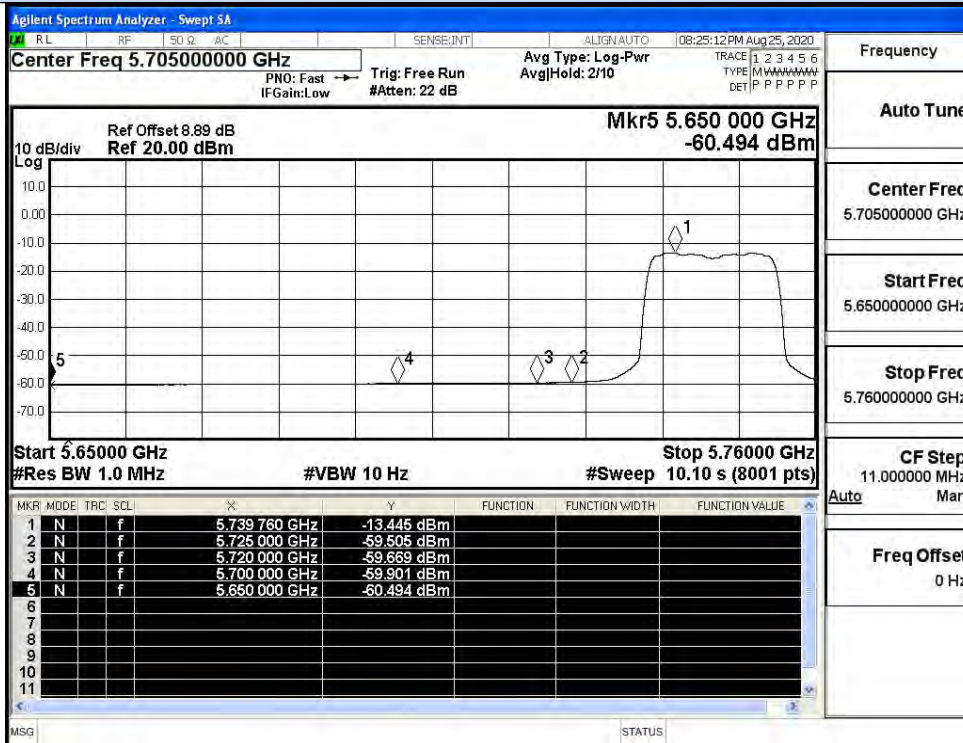 Agilent Spectrum Analyzer - Swept SA
LXI RL RF 50 Ω AC SENSE:INT ALIGN AUTO 08:25:12 PM Aug 25, 2020
Center Freq 5.705000000 GHz
PNO: Fast
IFGain:Low
Trig: Free Run
#Atten: 22 dB
Avg Type: Log-Pwr
Avg|Hold: 2/10
TRACE 1 2 3 4 5 6
TYPE MWWWWW
DET P P P P P P
Mkr5 5.650 000 GHz
-60.494 dBm
Ref Offset 8.89 dB
10 dB/div Ref 20.00 dBm
Log
10.0
0.00
-10.0
-20.0
-30.0
-40.0
-50.0
-60.0
-70.0
1
5 4 3 2
Start 5.65000 GHz Stop 5.76000 GHz
#Res BW 1.0 MHz #VBW 10 Hz #Sweep 10.10 s (8001 pts)
MKR MODE TRC SCL X Y FUNCTION FUNCTION WIDTH FUNCTION VALUE
1 N f 5.739 760 GHz -13.445 dBm
2 N f 5.725 000 GHz -59.505 dBm
3 N f 5.720 000 GHz -59.669 dBm
4 N f 5.700 000 GHz -59.901 dBm
5 N f 5.650 000 GHz -60.494 dBm
6
7
8
9
10
11
MSG STATUS
Frequency
Auto Tune
Center Freq
5.705000000 GHz
Start Freq
5.650000000 GHz
Stop Freq
5.760000000 GHz
CF Step
11.000000 MHz
Auto Man
Freq Offset
0 Hz